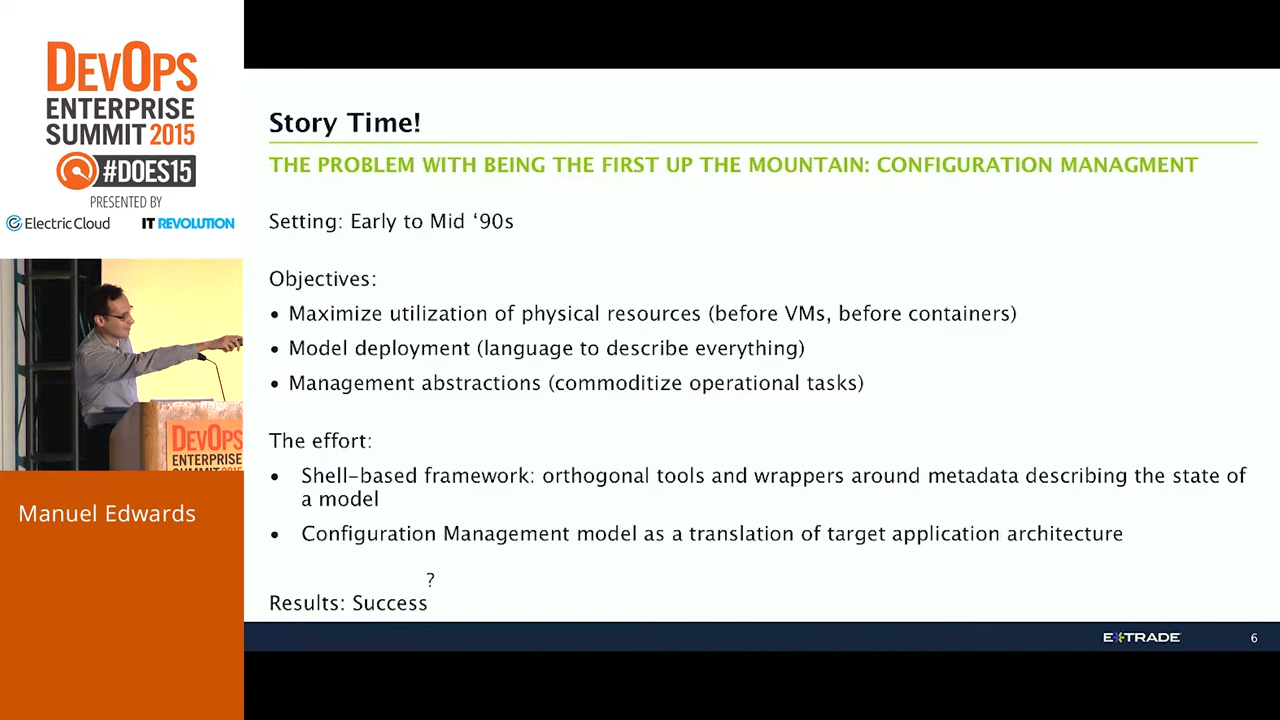 DEVOPS
ENTERPRISE
SUMMIT 2015
#DOES15
PRESENTED BY
ElectricCloud
IT REVOLUTION
DEVOPS
ENTERPRISE
SUMMIT 2015
Manuel Edwards
Story Time!
THE PROBLEM WITH BEING THE FIRST UP THE MOUNTAIN: CONFIGURATION MANAGMENT
Setting: Early to Mid ‘90s
Objectives:
• Maximize utilization of physical resources (before VMs, before containers)
• Model deployment (language to describe everything)
• Management abstractions (commoditize operational tasks)
The effort:
• Shell-based framework: orthogonal tools and wrappers around metadata describing the state of
a model
• Configuration Management model as a translation of target application architecture
?
Results: Success
E*TRADE
6